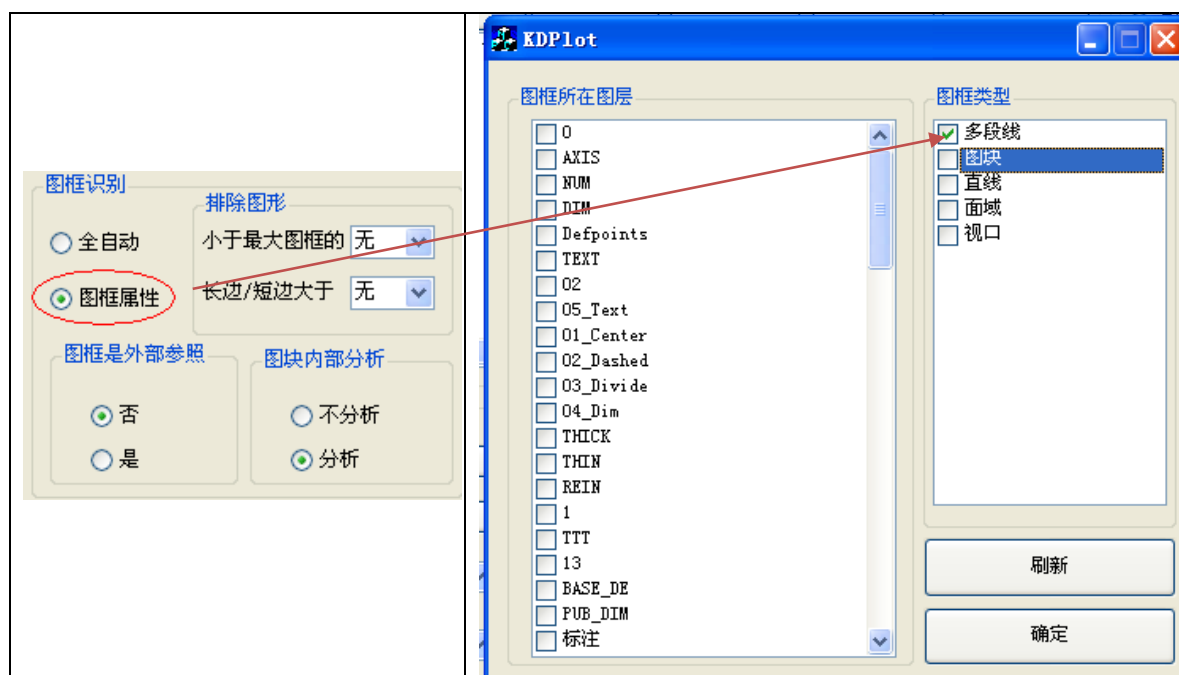 图框识别
排除图形
全自动
小于最大图框的 无
图框属性
长边/短边大于 无
图框是外部参照
图块内部分析
否
不分析
是
分析
KDPlot
图框所在图层
0
AXIS
NUM
DIM
Defpoints
TEXT
02
05_Text
01_Center
02_Dashed
03_Divide
04_Dim
THICK
THIN
REIN
1
TTT
13
BASE_DE
PUB_DIM
标注
图框类型
多段线
图块
直线
面域
视口
刷新
确定